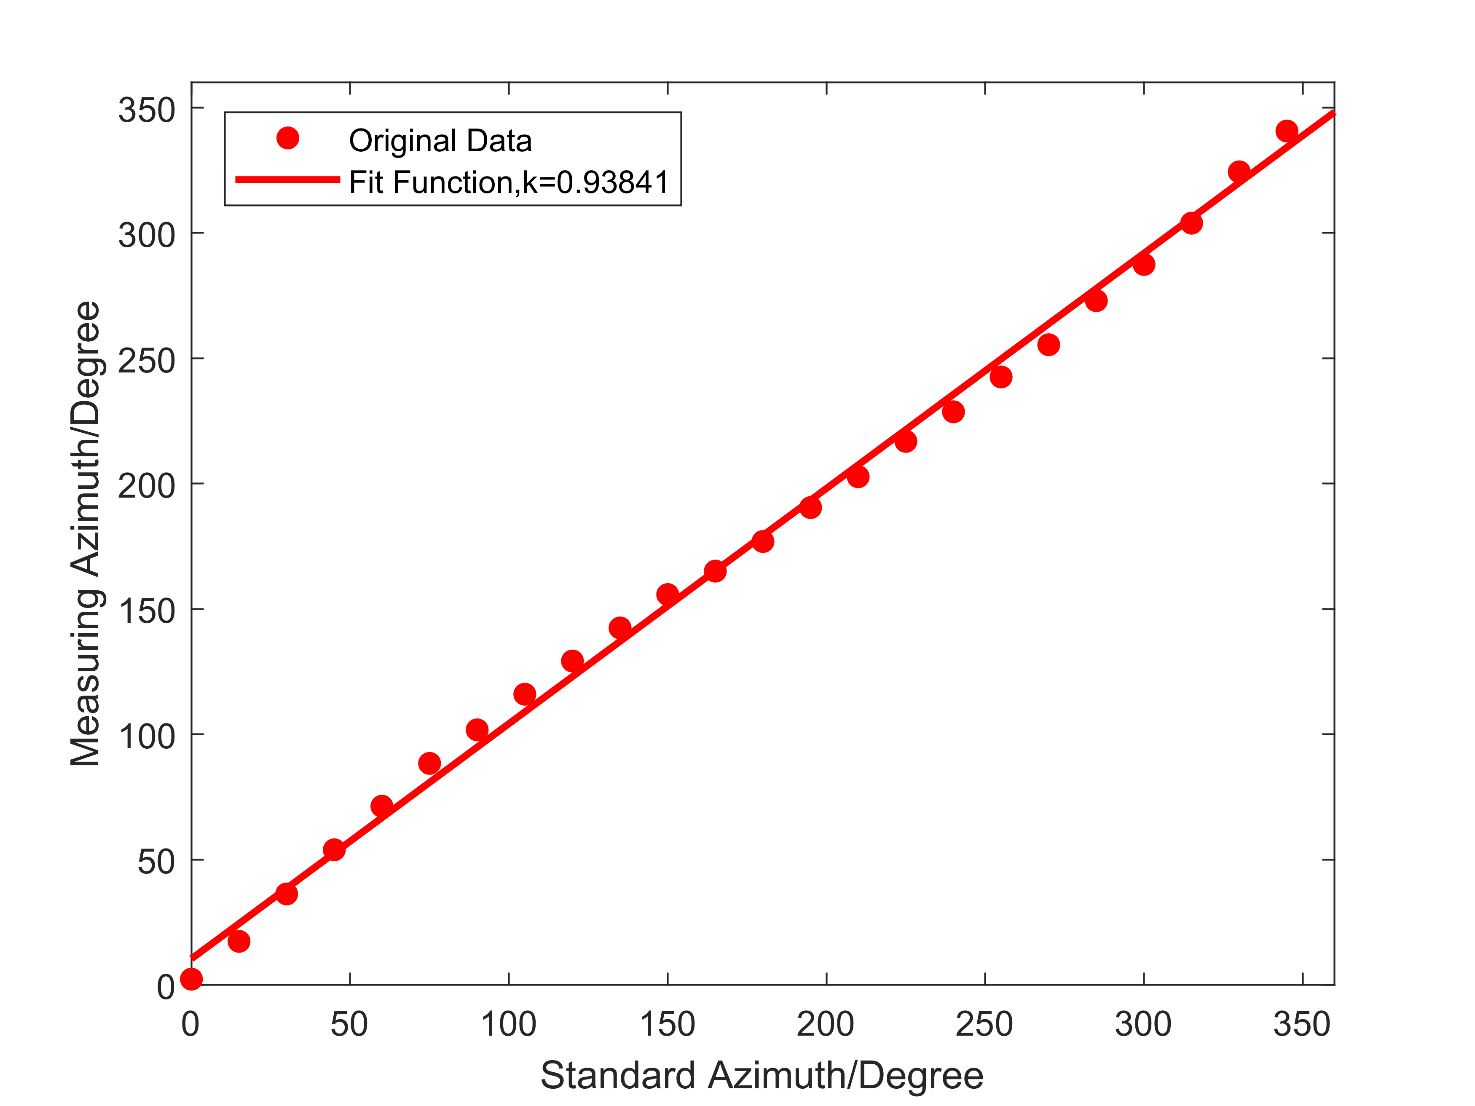 Original Data
Fit Function,k=0.93841
350
300
250
200
150
100
50
0
Measuring Azimuth/Degree
0 50 100 150 200 250 300 350
Standard Azimuth/Degree